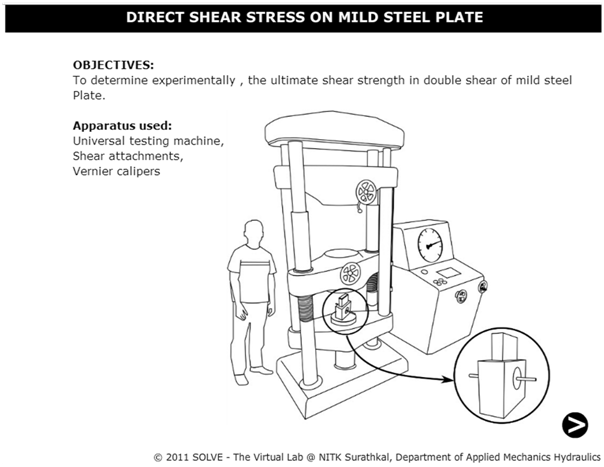 DIRECT SHEAR STRESS ON MILD STEEL PLATE
OBJECTIVES:
To determine experimentally , the ultimate shear strength in double shear of mild steel
Plate.
Apparatus used:
Universal testing machine,
Shear attachments,
Vernier calipers
© 2011 SOLVE - The Virtual Lab @ NITK Surathkal, Department of Applied Mechanics Hydraulics